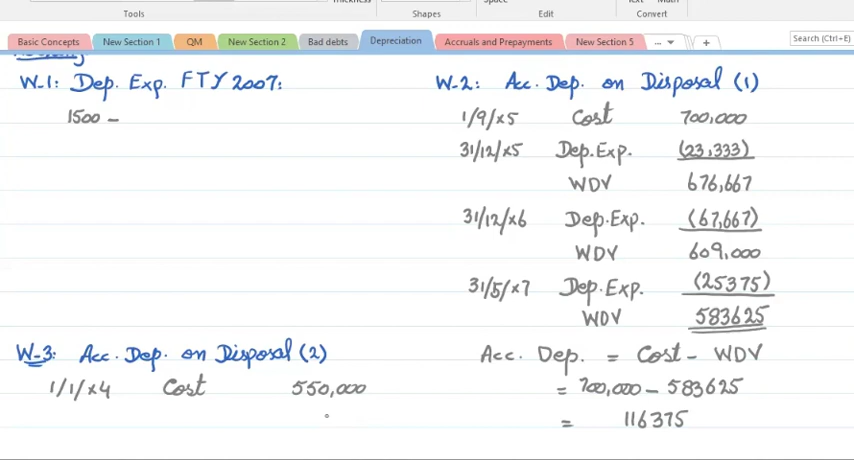 Tools Shapes Edit Convert
Basic Concepts New Section 1 QM New Section 2 Bad debts Depreciation Accruals and Prepayments New Section 5 ... + Search (Ctrl+E)
W-1: Dep. Exp. FTY 2007:
1500 -
W-2: Acc. Dep. on Disposal (1)
1/9/x5 Cost 700,000
31/12/x5 Dep. Exp. (23,333)
WDV 676,667
31/12/x6 Dep. Exp. (67,667)
WDV 609,000
31/5/x7 Dep. Exp. (25375)
WDV 583625
Acc. Dep. = Cost - WDV
= 700,000 - 583625
= 116375
W-3: Acc. Dep. on Disposal (2)
1/1/x4 Cost 550,000